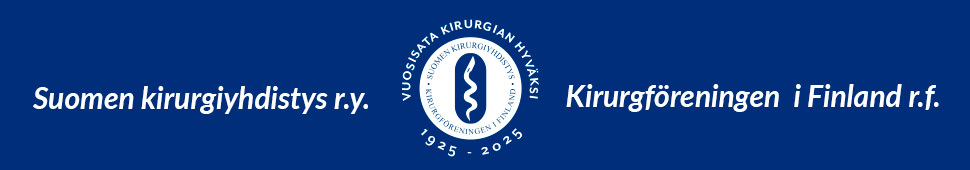 Suomen kirurgiyhdistys r.y.
VUOSISATA KIRURGIAN HYVÄKSI
• SUOMEN KIRURGIYHDISTYS •
KIRURGFÖRENINGEN I FINLAND
1925 - 2025
Kirurgföreningen i Finland r.f.